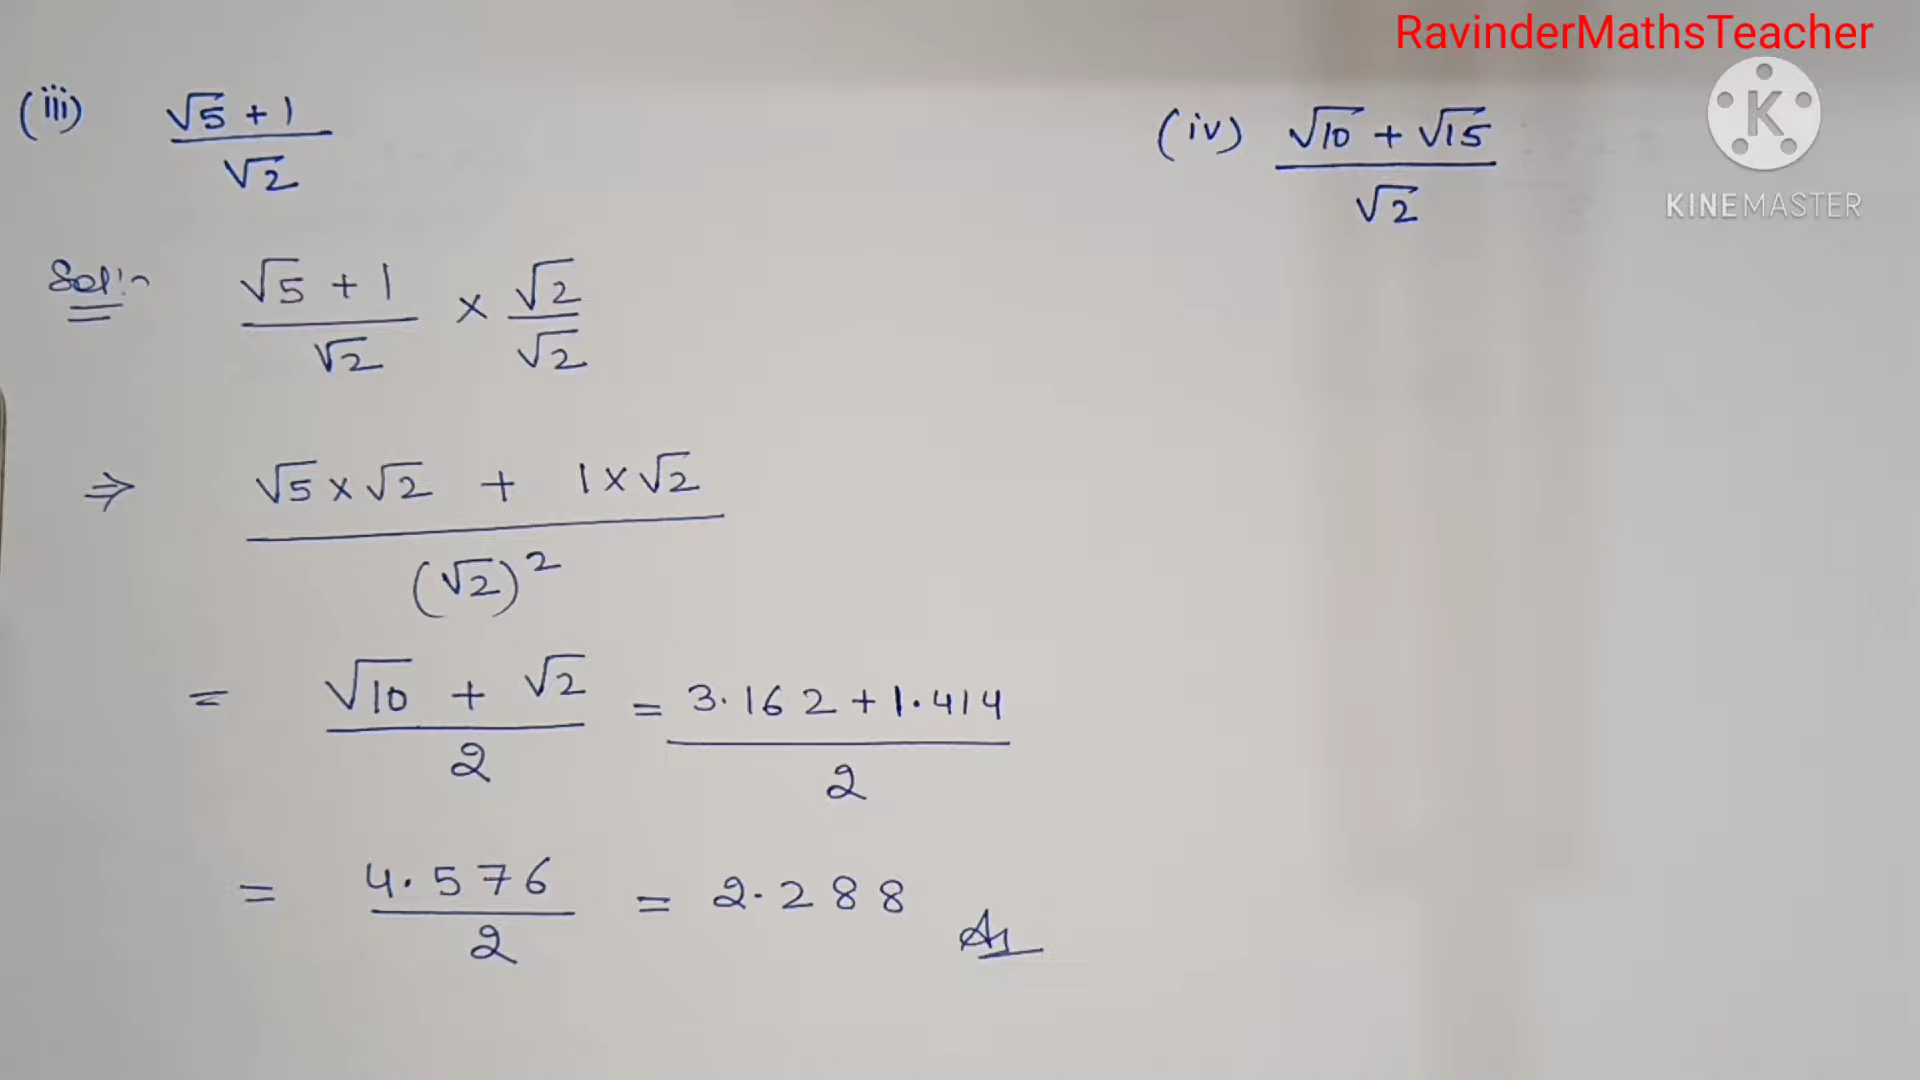 RavinderMathsTeacher
K
KINEMASTER
(iii) √5 + 1 / √2
(iv) √10 + √15 / √2
Sol:n √5 + 1 / √2 × √2 / √2
⇒ √5 × √2 + 1 × √2 / (√2)²
= √10 + √2 / 2 = 3.162 + 1.414 / 2
= 4.576 / 2 = 2.288